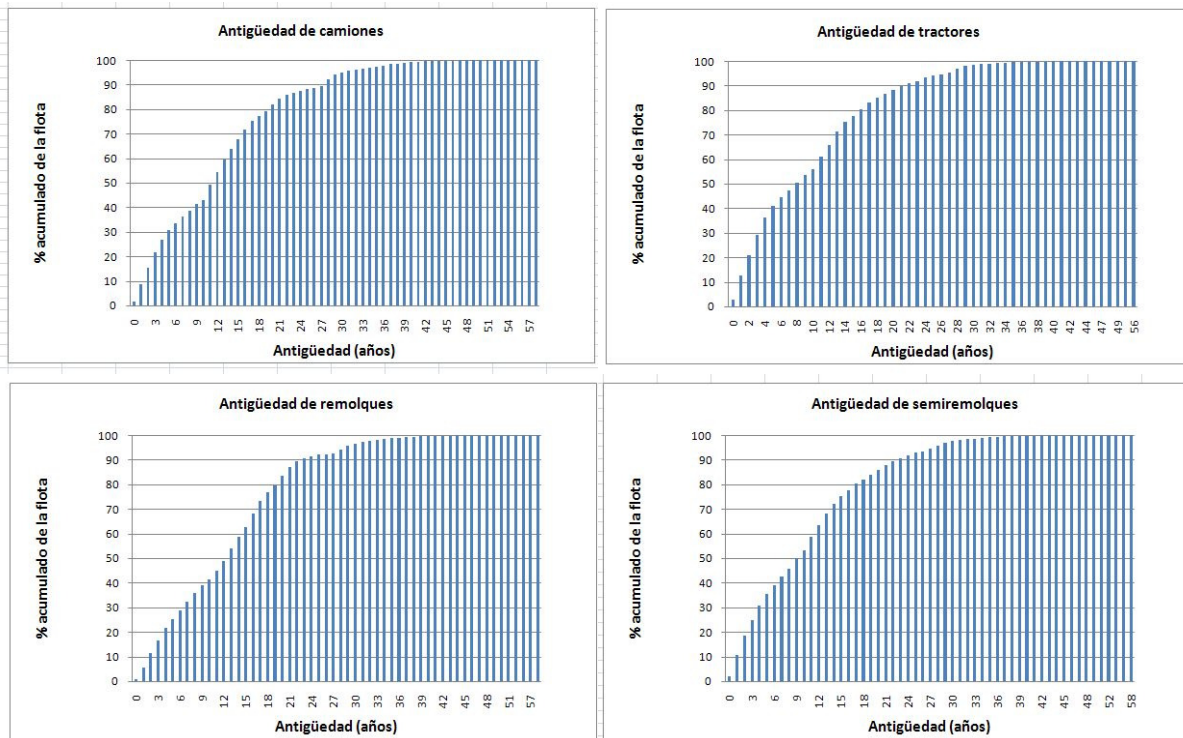 Antigüedad de camiones
% acumulado de la flota
100
90
80
70
60
50
40
30
20
10
0
0 3 6 9 12 15 18 21 24 27 30 33 36 39 42 45 48 51 54 57
Antigüedad (años)
Antigüedad de tractores
% acumulado de la flota
100
90
80
70
60
50
40
30
20
10
0
0 2 4 6 8 10 12 14 16 18 20 22 24 26 28 30 32 34 36 38 40 42 44 47 49 56
Antigüedad (años)
Antigüedad de remolques
% acumulado de la flota
100
90
80
70
60
50
40
30
20
10
0
0 3 6 9 12 15 18 21 24 27 30 33 36 39 42 45 48 51 54 57
Antigüedad (años)
Antigüedad de semiremolques
% acumulado de la flota
100
90
80
70
60
50
40
30
20
10
0
0 3 6 9 12 15 18 21 24 27 30 33 36 39 42 45 48 53 58
Antigüedad (años)